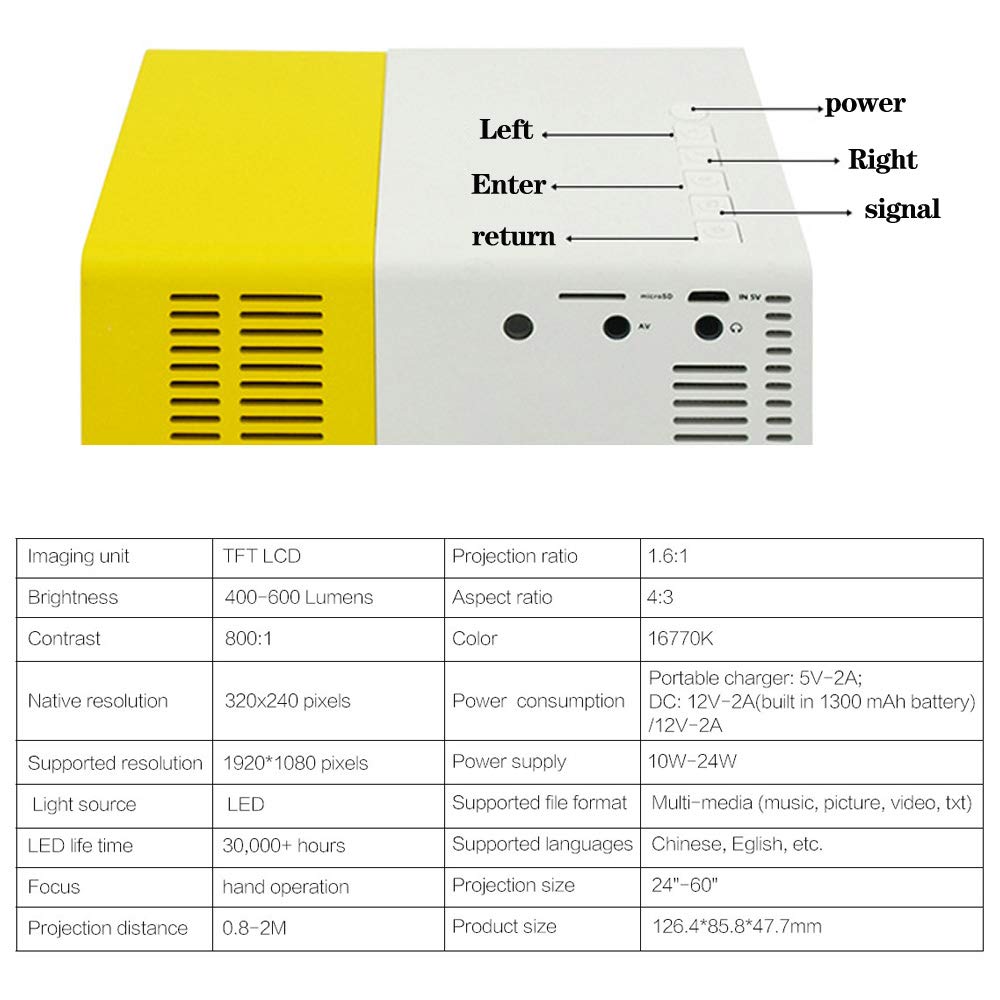 power
Left
Right
Enter
signal
return
microSD
IN 5V
AV
Imaging unit TFT LCD Projection ratio 1.6:1
Brightness 400-600 Lumens Aspect ratio 4:3
Contrast 800:1 Color 16770K
Native resolution 320x240 pixels Power consumption Portable charger: 5V-2A;
DC: 12V-2A(built in 1300 mAh battery)
/12V-2A
Supported resolution 1920*1080 pixels Power supply 10W-24W
Light source LED Supported file format Multi-media (music, picture, video, txt)
LED life time 30,000+ hours Supported languages Chinese, Eglish, etc.
Focus hand operation Projection size 24"-60"
Projection distance 0.8-2M Product size 126.4*85.8*47.7mm